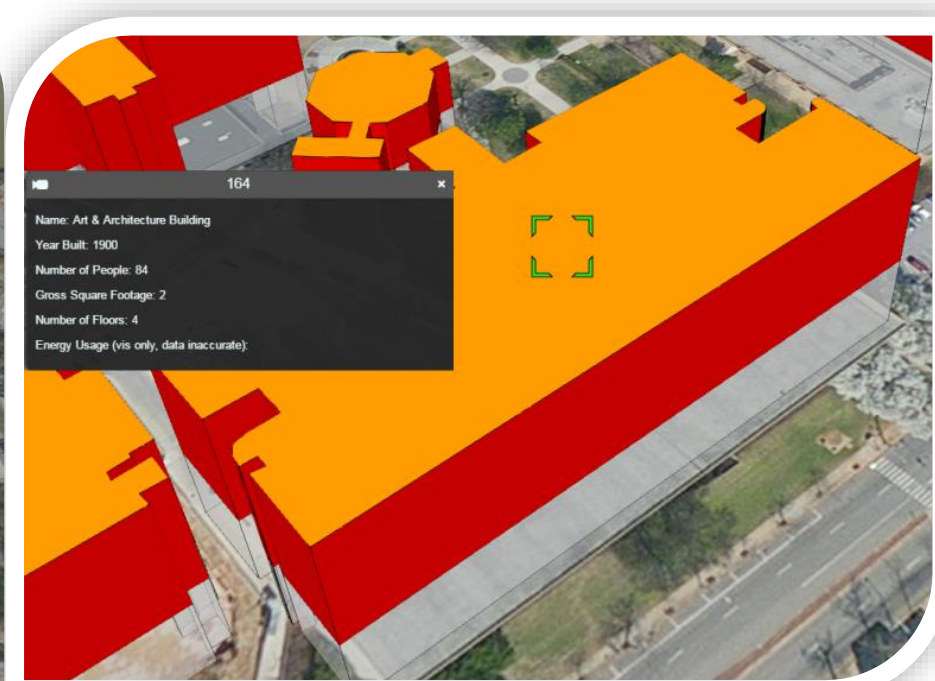 164
Name: Art & Architecture Building
Year Built: 1900
Number of People: 84
Gross Square Footage: 2
Number of Floors: 4
Energy Usage (vis only, data inaccurate):